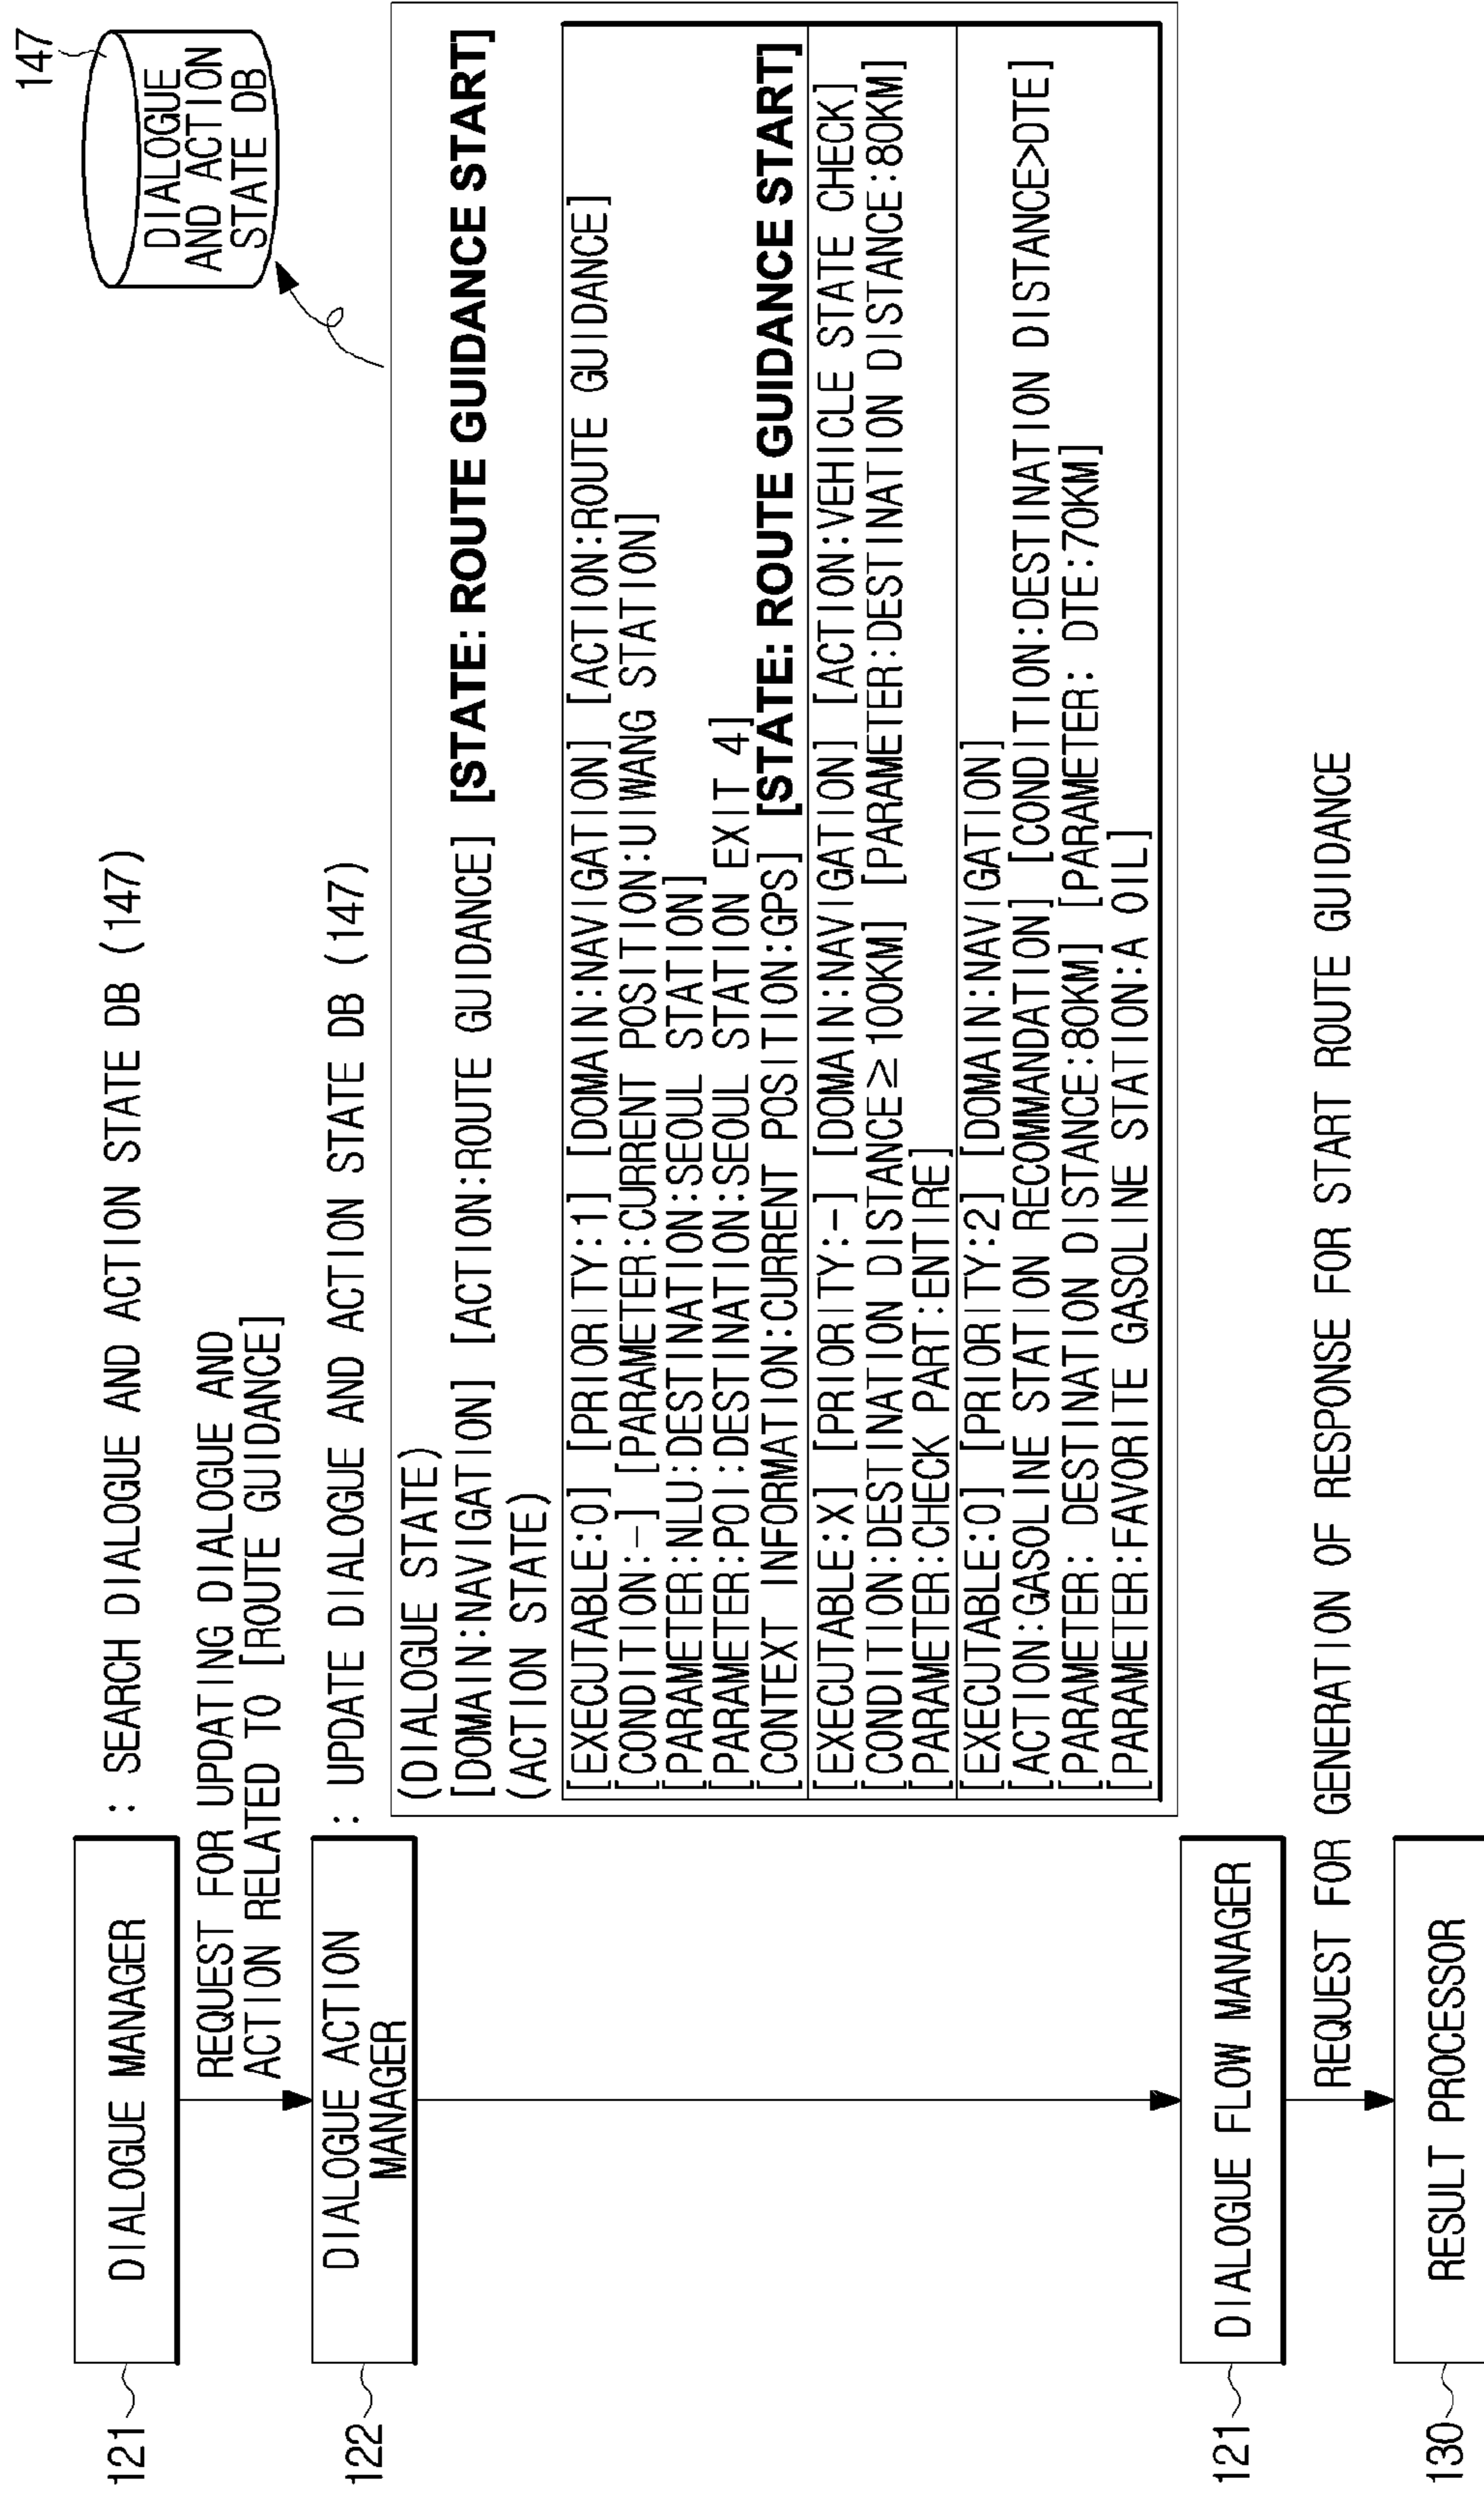 147
DIALOGUE
AND ACTION
STATE DB
121
DIALOGUE MANAGER
: SEARCH DIALOGUE AND ACTION STATE DB (147)
REQUEST FOR UPDATING DIALOGUE AND
ACTION RELATED TO [ROUTE GUIDANCE]
122
DIALOGUE ACTION
MANAGER
: UPDATE DIALOGUE AND ACTION STATE DB (147)
(DIALOGUE STATE)
[DOMAIN:NAVIGATION] [ACTION:ROUTE GUIDANCE] [STATE: ROUTE GUIDANCE START]
(ACTION STATE)
[EXECUTABLE:O] [PRIORITY:1] [DOMAIN:NAVIGATION] [ACTION:ROUTE GUIDANCE]
[CONDITION:-] [PARAMETER:CURRENT POSITION:UIWANG STATION]
[PARAMETER:NLU:DESTINATION:SEOUL STATION]
[PARAMETER:POI:DESTINATION:SEOUL STATION EXIT 4]
[CONTEXT INFORMATION:CURRENT POSITION:GPS] [STATE: ROUTE GUIDANCE START]
[EXECUTABLE:X] [PRIORITY:-] [DOMAIN:NAVIGATION] [ACTION:VEHICLE STATE CHECK]
[CONDITION:DESTINATION DISTANCE≥100KM] [PARAMETER:DESTINATION DISTANCE:80KM]
[PARAMETER:CHECK PART:ENTIRE]
[EXECUTABLE:O] [PRIORITY:2] [DOMAIN:NAVIGATION]
[ACTION:GASOLINE STATION RECOMMANDATION] [CONDITION:DESTINATION DISTANCE>DTE]
[PARAMETER: DESTINATION DISTANCE:80KM] [PARAMETER: DTE:70KM]
[PARAMETER:FAVORITE GASOLINE STATION:A OIL]
121
DIALOGUE FLOW MANAGER
REQUEST FOR GENERATION OF RESPONSE FOR START ROUTE GUIDANCE
130
RESULT PROCESSOR